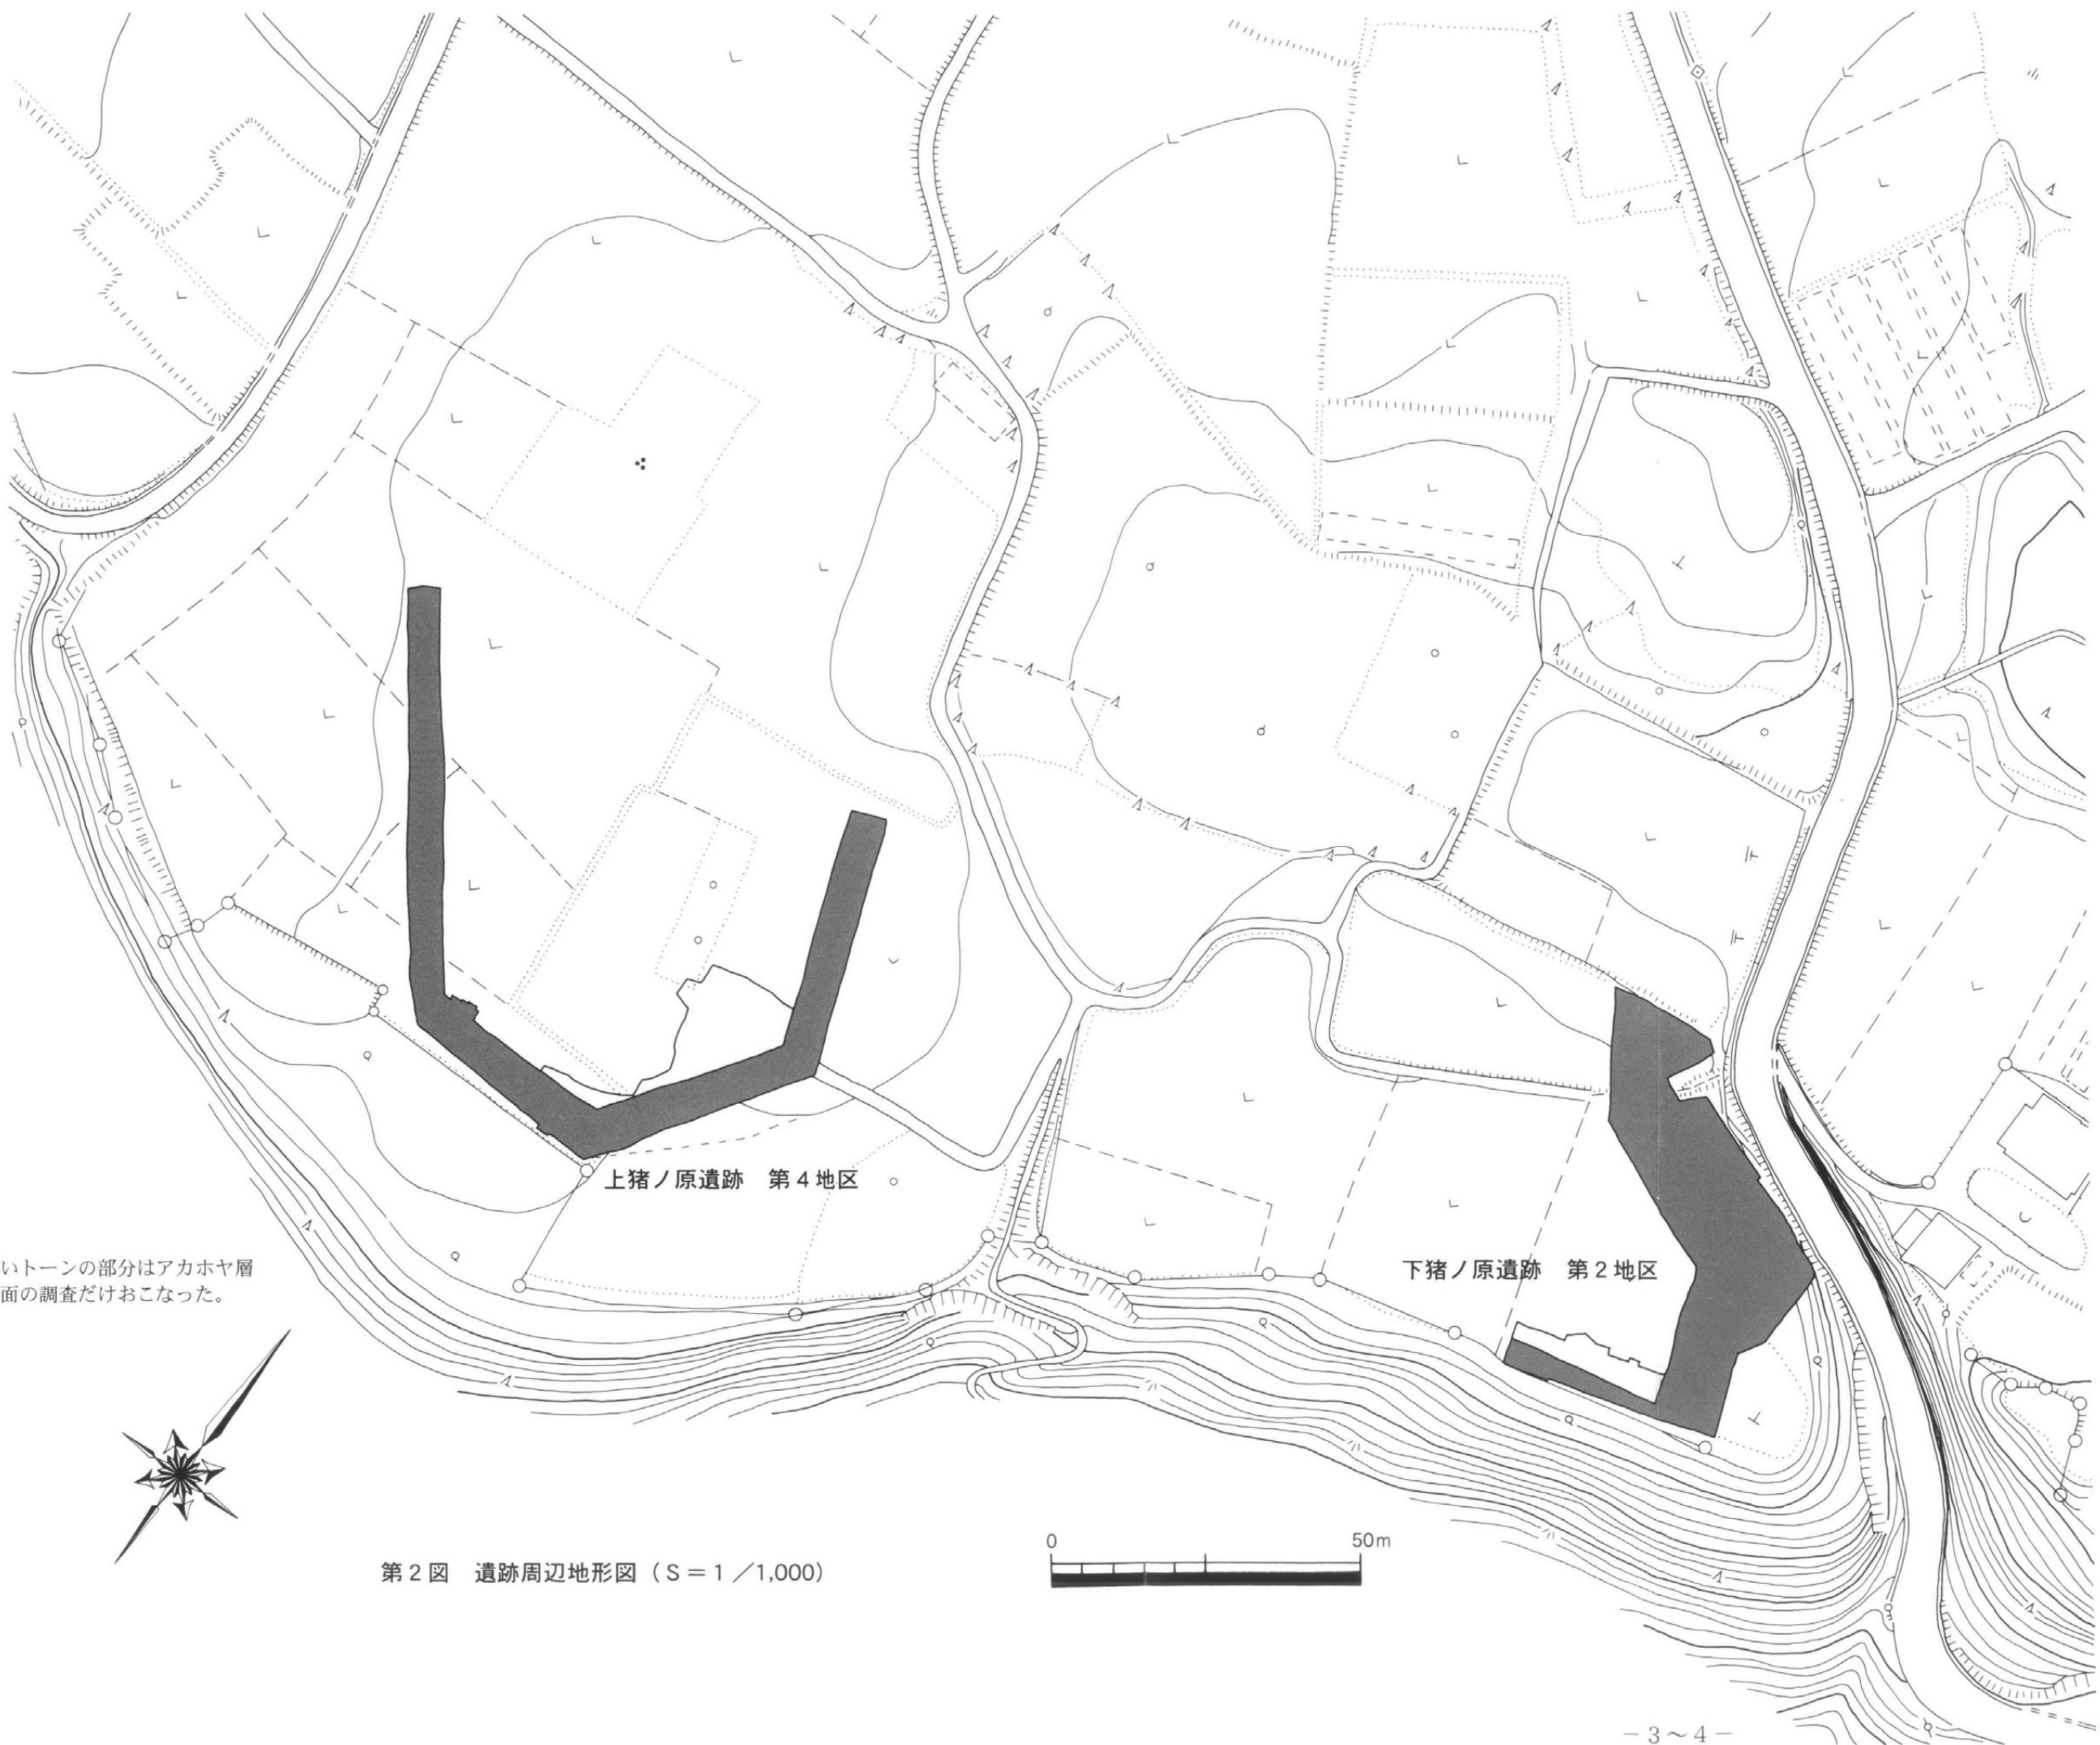 上猪ノ原遺跡　第４地区
下猪ノ原遺跡　第２地区
いトーンの部分はアカホヤ層
面の調査だけおこなった。
0　50m
第２図　遺跡周辺地形図（Ｓ＝１／1,000）
－3～4－